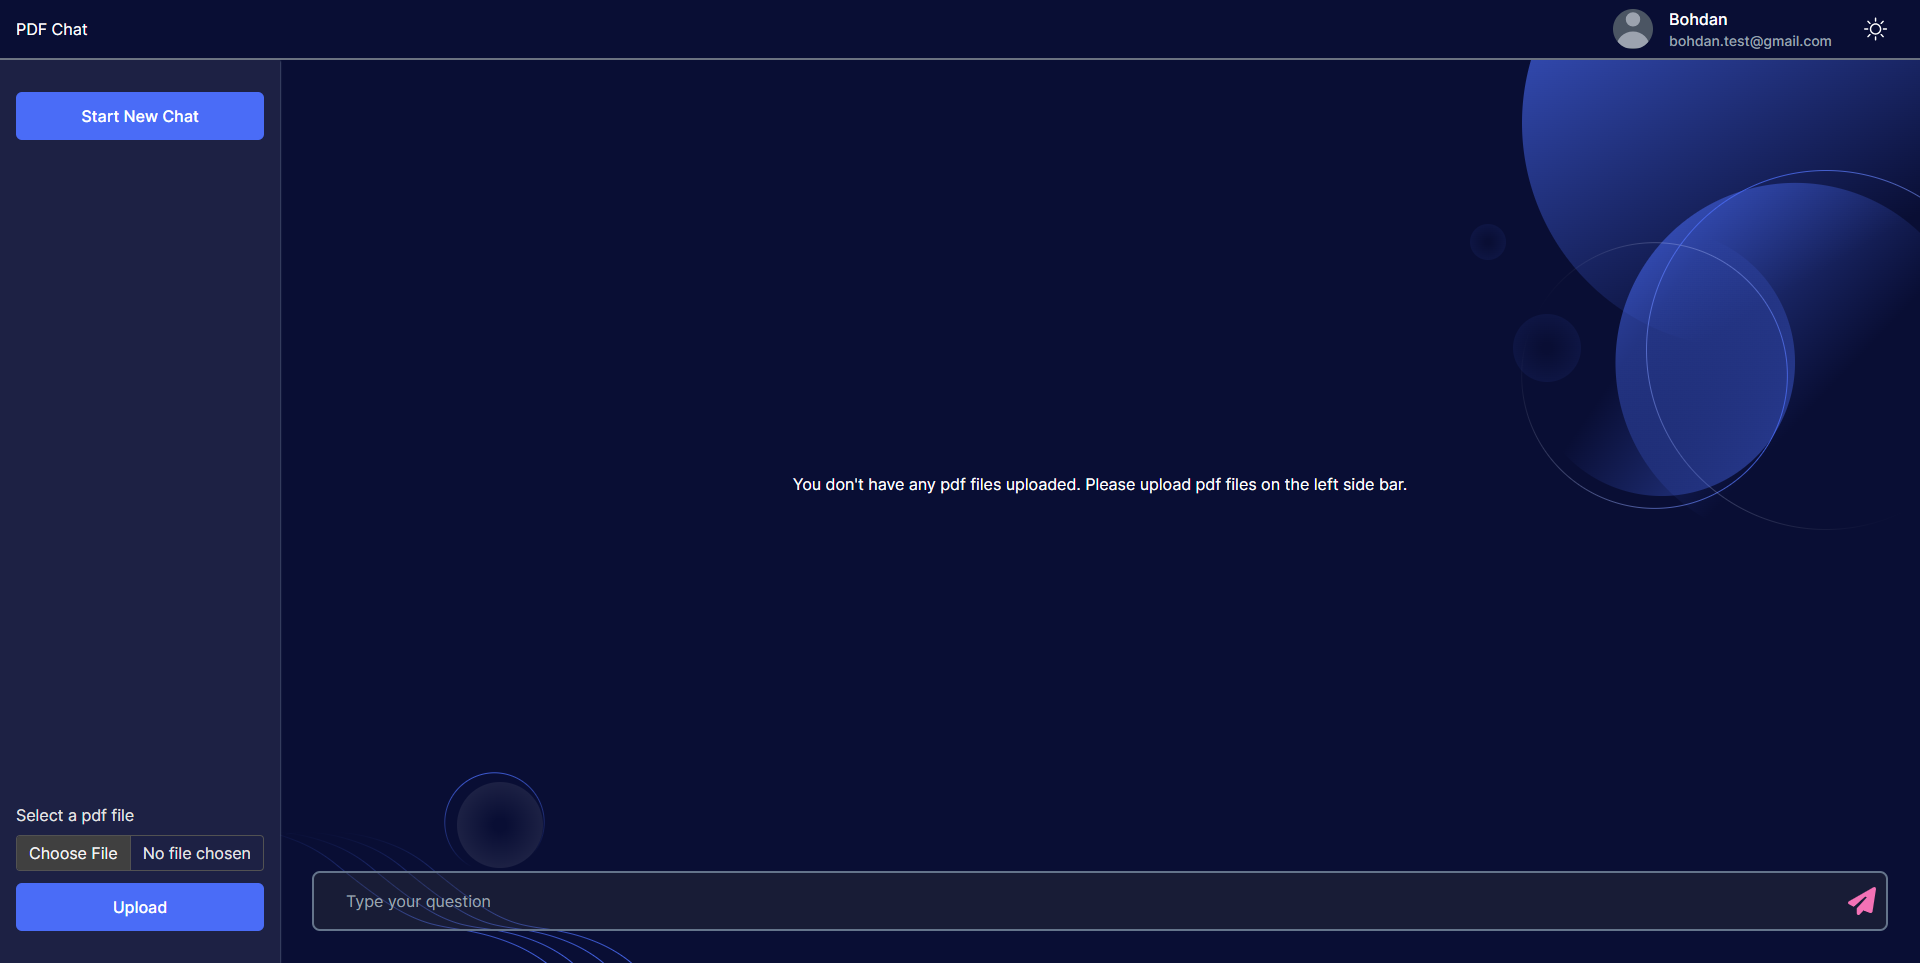 PDF Chat
Bohdan
bohdan.test@gmail.com
Start New Chat
You don't have any pdf files uploaded. Please upload pdf files on the left side bar.
Select a pdf file
Choose File No file chosen
Upload
Type your question